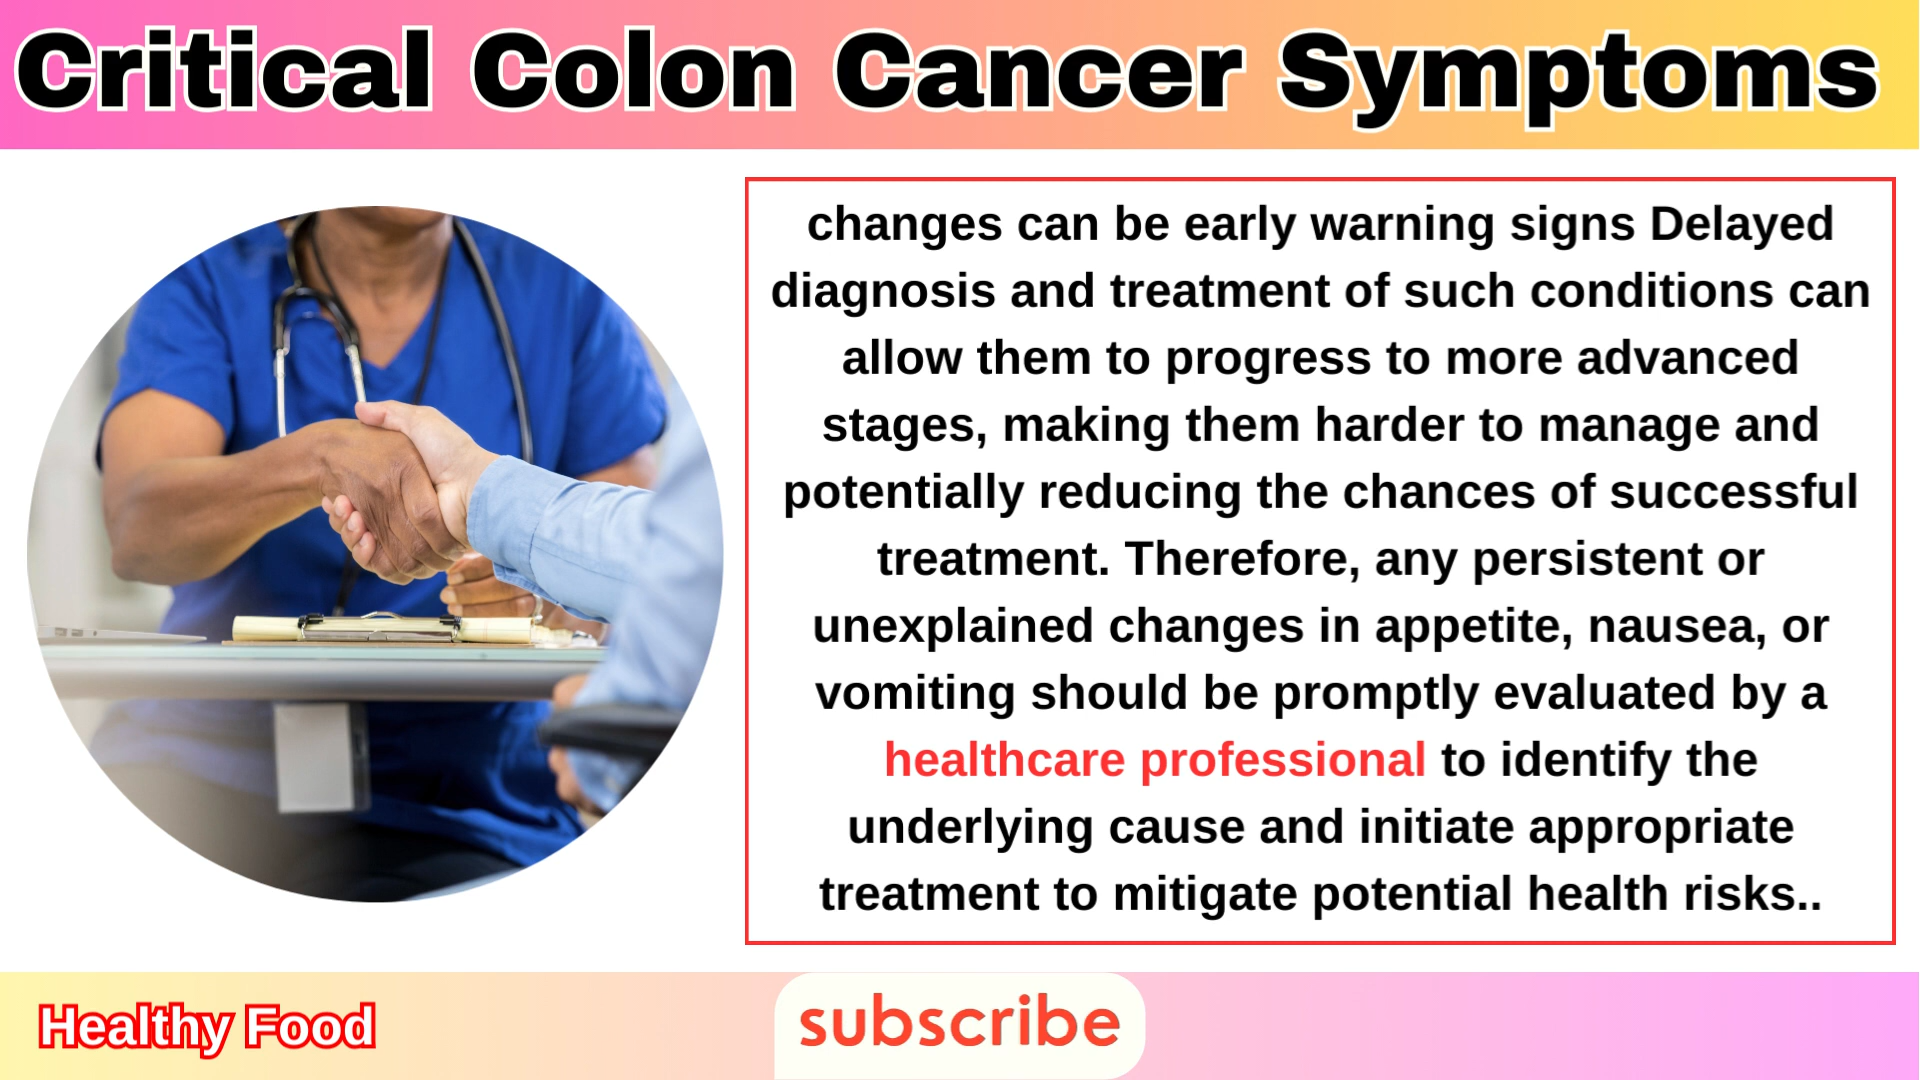 Critical Colon Cancer Symptoms
changes can be early warning signs Delayed
diagnosis and treatment of such conditions can
allow them to progress to more advanced
stages, making them harder to manage and
potentially reducing the chances of successful
treatment. Therefore, any persistent or
unexplained changes in appetite, nausea, or
vomiting should be promptly evaluated by a
healthcare professional to identify the
underlying cause and initiate appropriate
treatment to mitigate potential health risks..
Healthy Food
subscribe